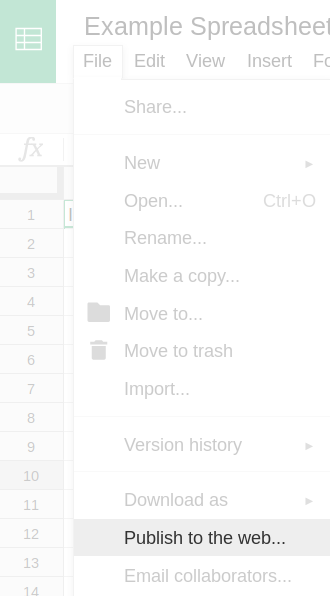 Example Spreadsheet
File Edit View Insert Fo
Share...
fx
New ►
Open... Ctrl+O
Rename...
Make a copy...
Move to...
Move to trash
Import...
Version history ►
Download as ►
Publish to the web...
Email collaborators...
1
2
3
4
5
6
7
8
9
10
11
12
13
14